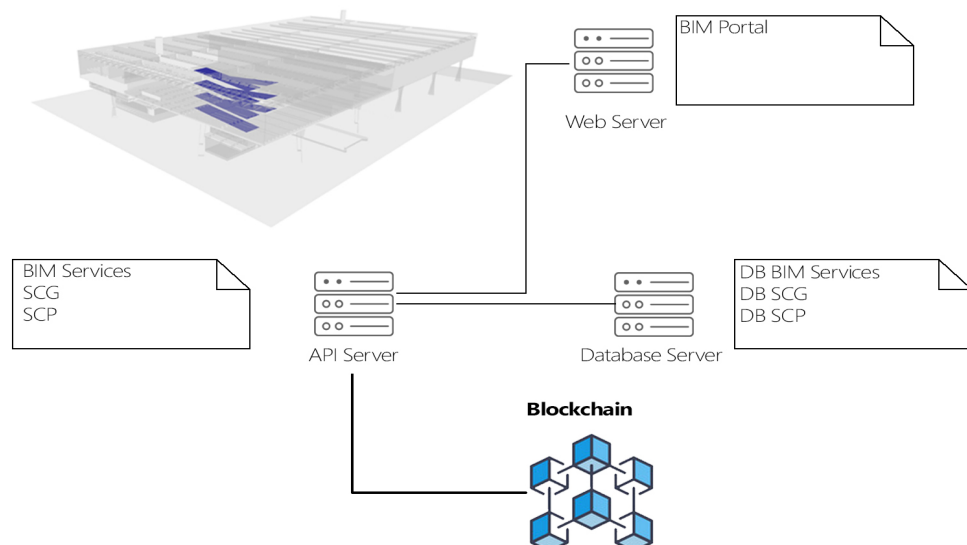 BIM Portal
Web Server
BIM Services
SCG
SCP
API Server
Database Server
DB BIM Services
DB SCG
DB SCP
Blockchain